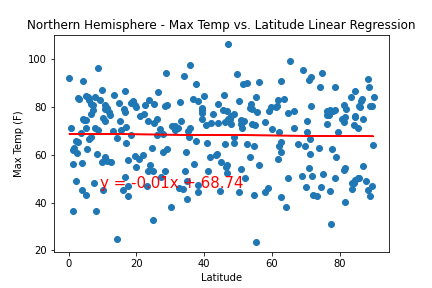 Northern Hemisphere - Max Temp vs. Latitude Linear Regression
100
80
60
40
20
Max Temp (F)
y = -0.01x + 68.74
0 20 40 60 80
Latitude